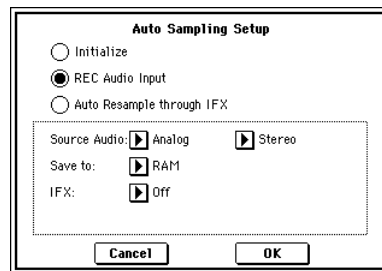 Auto Sampling Setup
Initialize
REC Audio Input
Auto Resample through IFX
Source Audio: Analog Stereo
Save to: RAM
IFX: Off
Cancel OK